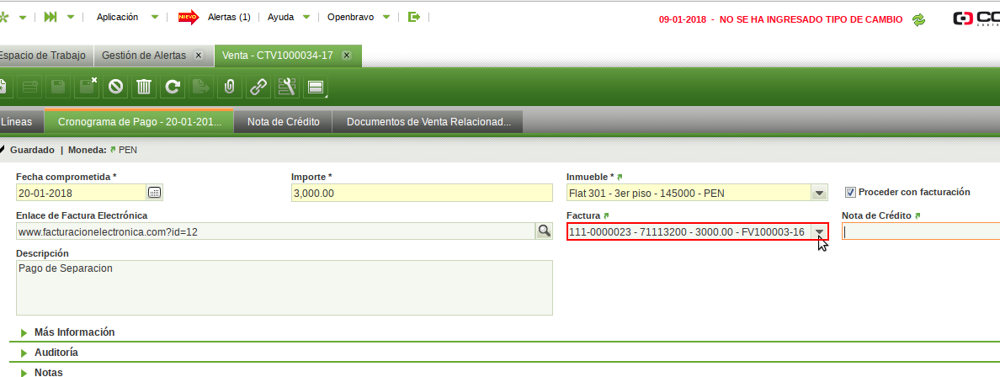 Aplicación NUEVO Alertas (1) Ayuda Openbravo 09-01-2018 - NO SE HA INGRESADO TIPO DE CAMBIO
Espacio de Trabajo Gestión de Alertas x Venta - CTV1000034-17 x
Líneas Cronograma de Pago - 20-01-201... Nota de Crédito Documentos de Venta Relacionad...
Guardado | Moneda: PEN
Fecha comprometida * Importe * Inmueble *
20-01-2018 3,000.00 Flat 301 - 3er piso - 145000 - PEN Proceder con facturación
Enlace de Factura Electrónica Factura Nota de Crédito
www.facturacionelectronica.com?id=12 111-0000023 - 71113200 - 3000.00 - FV100003-16
Descripción
Pago de Separacion
Más Información
Auditoría
Notas